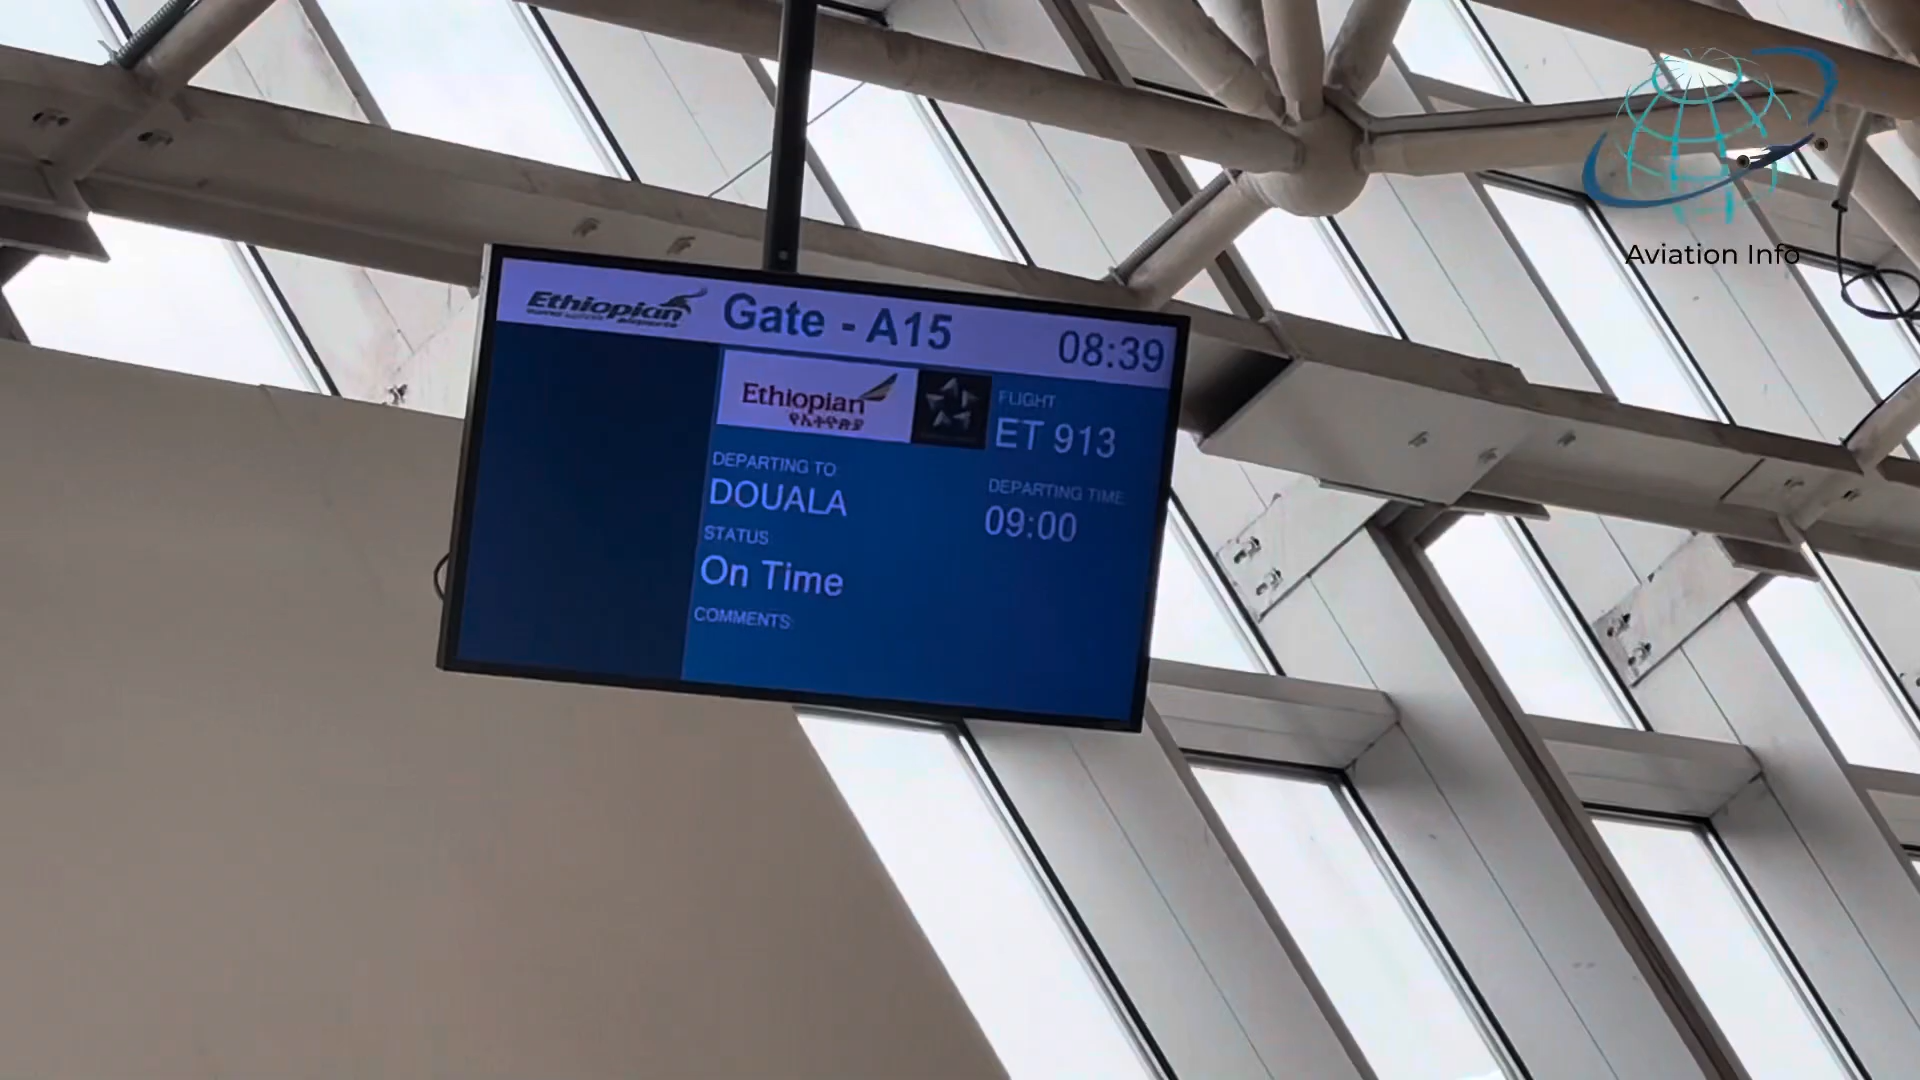 Aviation Info
Ethiopian
Gate - A15
08:39
Ethiopian
የኢትዮጵያ
FLIGHT
ET 913
DEPARTING TO
DOUALA
DEPARTING TIME
09:00
STATUS
On Time
COMMENTS: